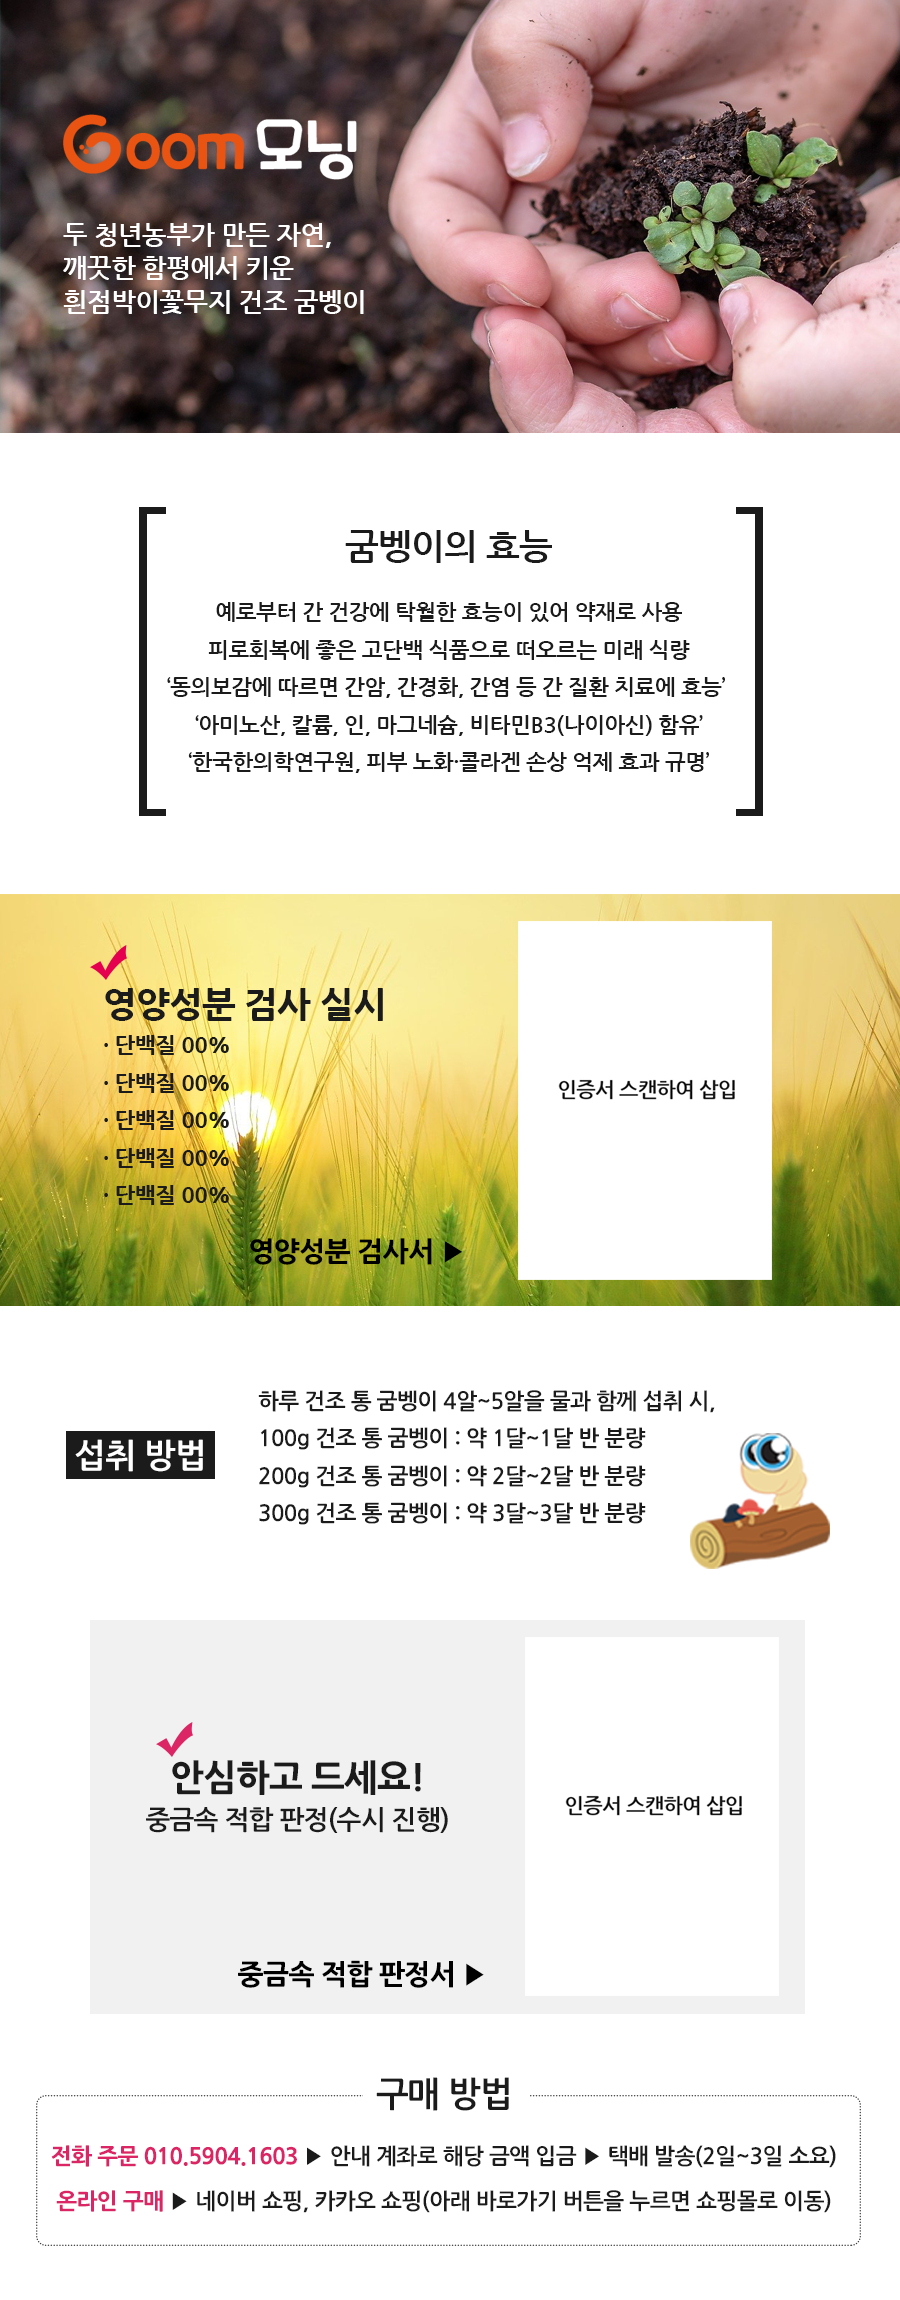 Goom 모닝
두 청년농부가 만든 자연,
깨끗한 함평에서 키운
흰점박이꽃무지 건조 굼벵이
굼벵이의 효능
예로부터 간 건강에 탁월한 효능이 있어 약재로 사용
피로회복에 좋은 고단백 식품으로 떠오르는 미래 식량
‘동의보감에 따르면 간암, 간경화, 간염 등 간 질환 치료에 효능’
‘아미노산, 칼륨, 인, 마그네슘, 비타민B3(나이아신) 함유’
‘한국한의학연구원, 피부 노화·콜라겐 손상 억제 효과 규명’
영양성분 검사 실시
· 단백질 00%
· 단백질 00%
· 단백질 00%
· 단백질 00%
· 단백질 00%
영양성분 검사서 ▶
인증서 스캔하여 삽입
섭취 방법
하루 건조 통 굼벵이 4알~5알을 물과 함께 섭취 시,
100g 건조 통 굼벵이 : 약 1달~1달 반 분량
200g 건조 통 굼벵이 : 약 2달~2달 반 분량
300g 건조 통 굼벵이 : 약 3달~3달 반 분량
안심하고 드세요!
중금속 적합 판정(수시 진행)
중금속 적합 판정서 ▶
인증서 스캔하여 삽입
구매 방법
전화 주문 010.5904.1603 ▶ 안내 계좌로 해당 금액 입금 ▶ 택배 발송(2일~3일 소요)
온라인 구매 ▶ 네이버 쇼핑, 카카오 쇼핑(아래 바로가기 버튼을 누르면 쇼핑몰로 이동)